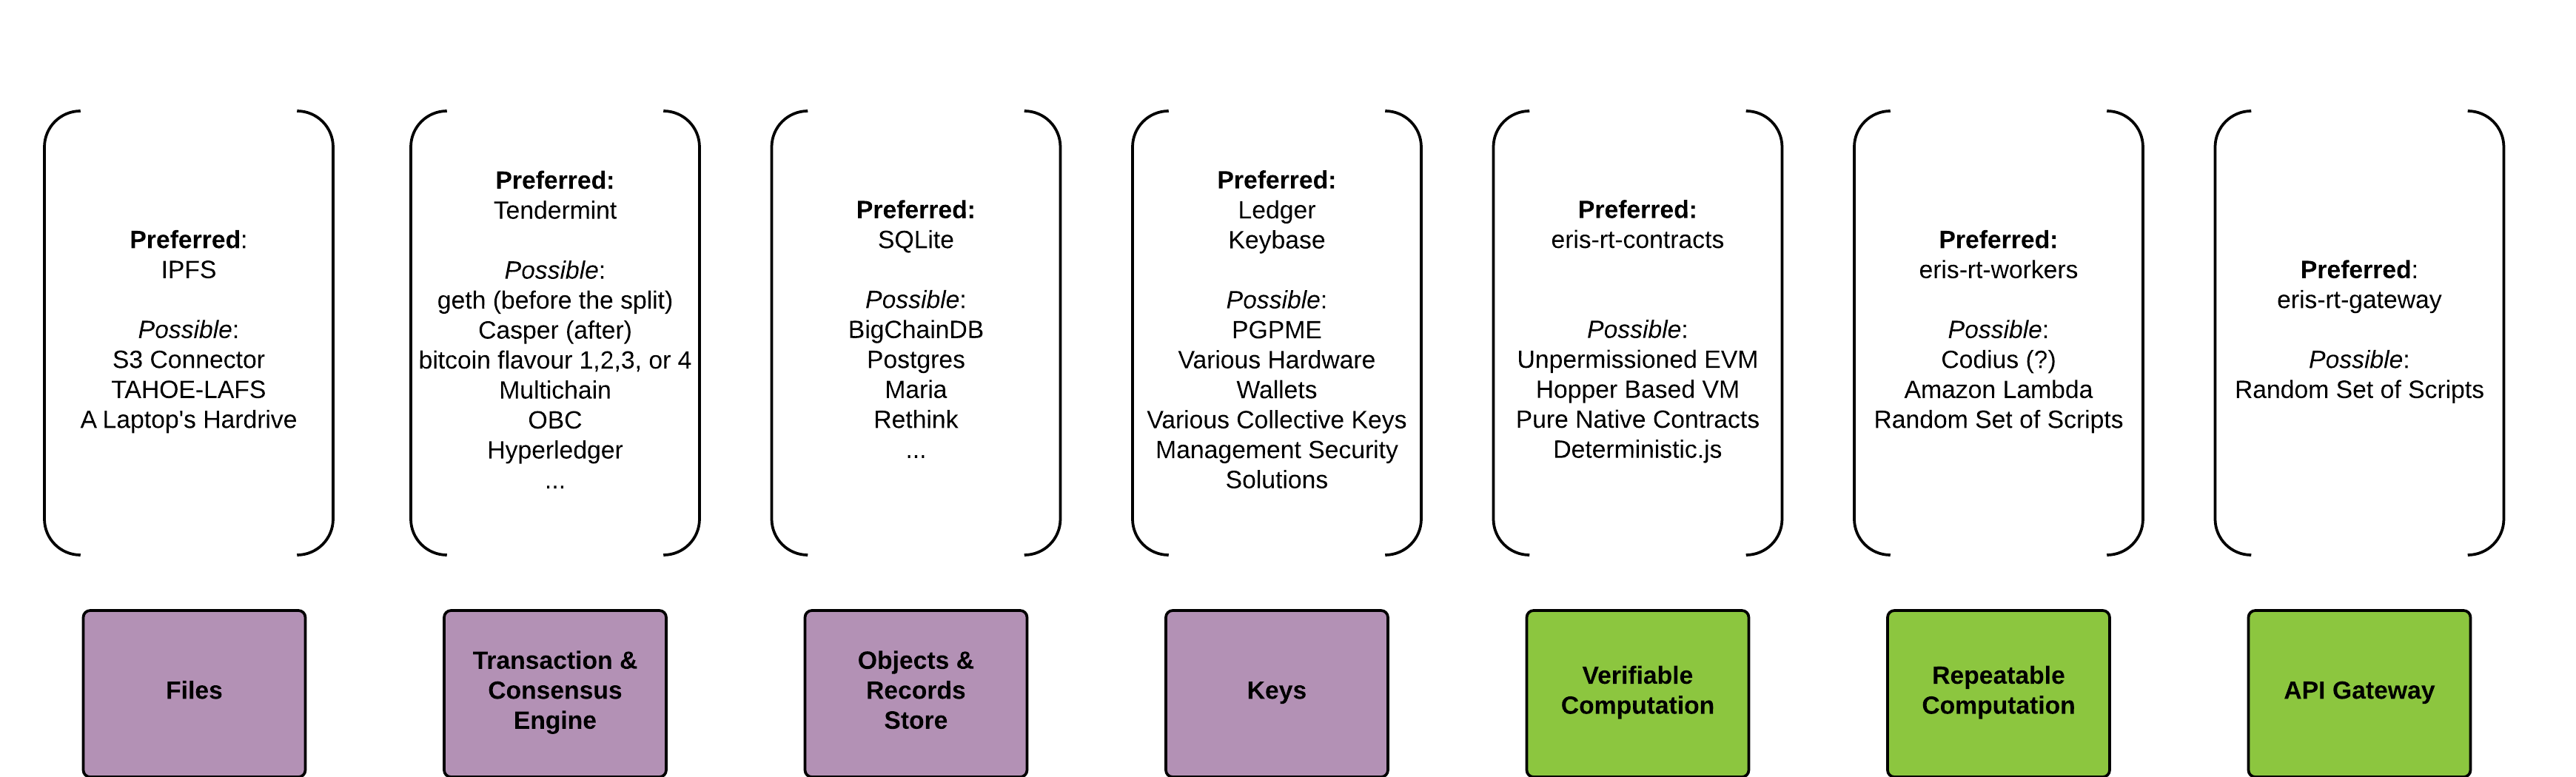 Preferred:
IPFS
Possible:
S3 Connector
TAHOE-LAFS
A Laptop's Hardrive
Preferred:
Tendermint
Possible:
geth (before the split)
Casper (after)
bitcoin flavour 1,2,3, or 4
Multichain
OBC
Hyperledger
...
Preferred:
SQLite
Possible:
BigChainDB
Postgres
Maria
Rethink
...
Preferred:
Ledger
Keybase
Possible:
PGPME
Various Hardware
Wallets
Various Collective Keys
Management Security
Solutions
Preferred:
eris-rt-contracts
Possible:
Unpermissioned EVM
Hopper Based VM
Pure Native Contracts
Deterministic.js
Preferred:
eris-rt-workers
Possible:
Codius (?)
Amazon Lambda
Random Set of Scripts
Preferred:
eris-rt-gateway
Possible:
Random Set of Scripts
Files
Transaction &
Consensus
Engine
Objects &
Records
Store
Keys
Verifiable
Computation
Repeatable
Computation
API Gateway